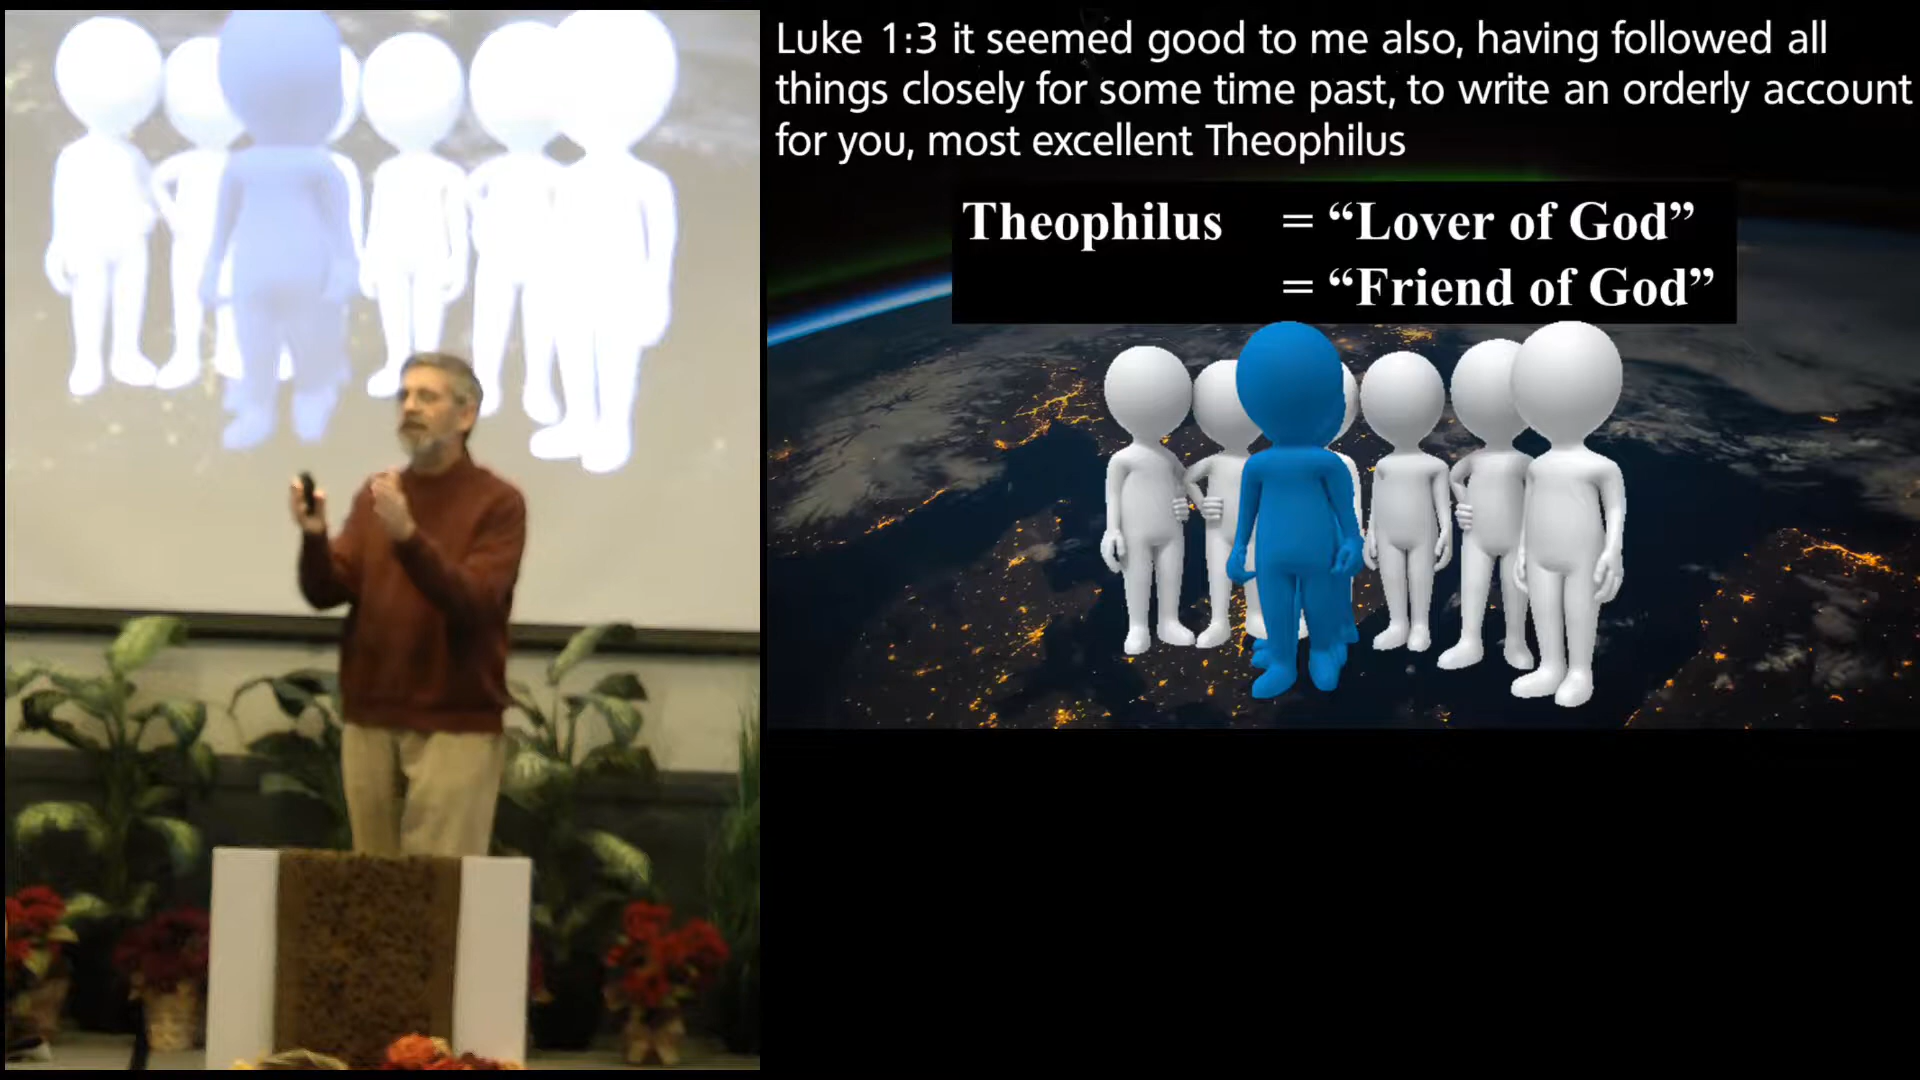 Luke 1:3 it seemed good to me also, having followed all
things closely for some time past, to write an orderly account
for you, most excellent Theophilus
Theophilus = “Lover of God”
= “Friend of God”